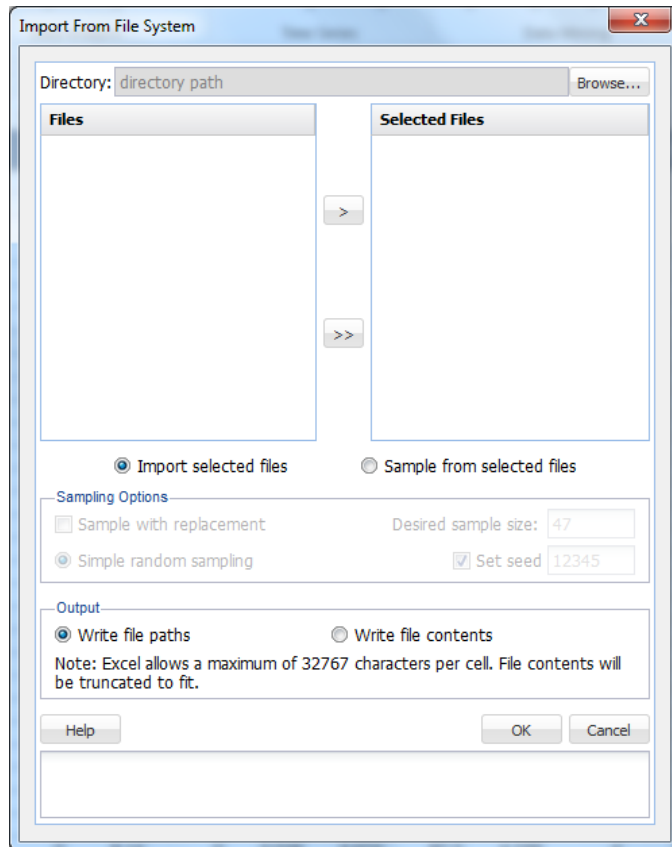 Import From File System
x
Directory: directory path Browse...
Files
Selected Files
>
>>
Import selected files Sample from selected files
Sampling Options
Sample with replacement Desired sample size: 47
Simple random sampling Set seed 12345
Output
Write file paths Write file contents
Note: Excel allows a maximum of 32767 characters per cell. File contents will
be truncated to fit.
Help OK Cancel